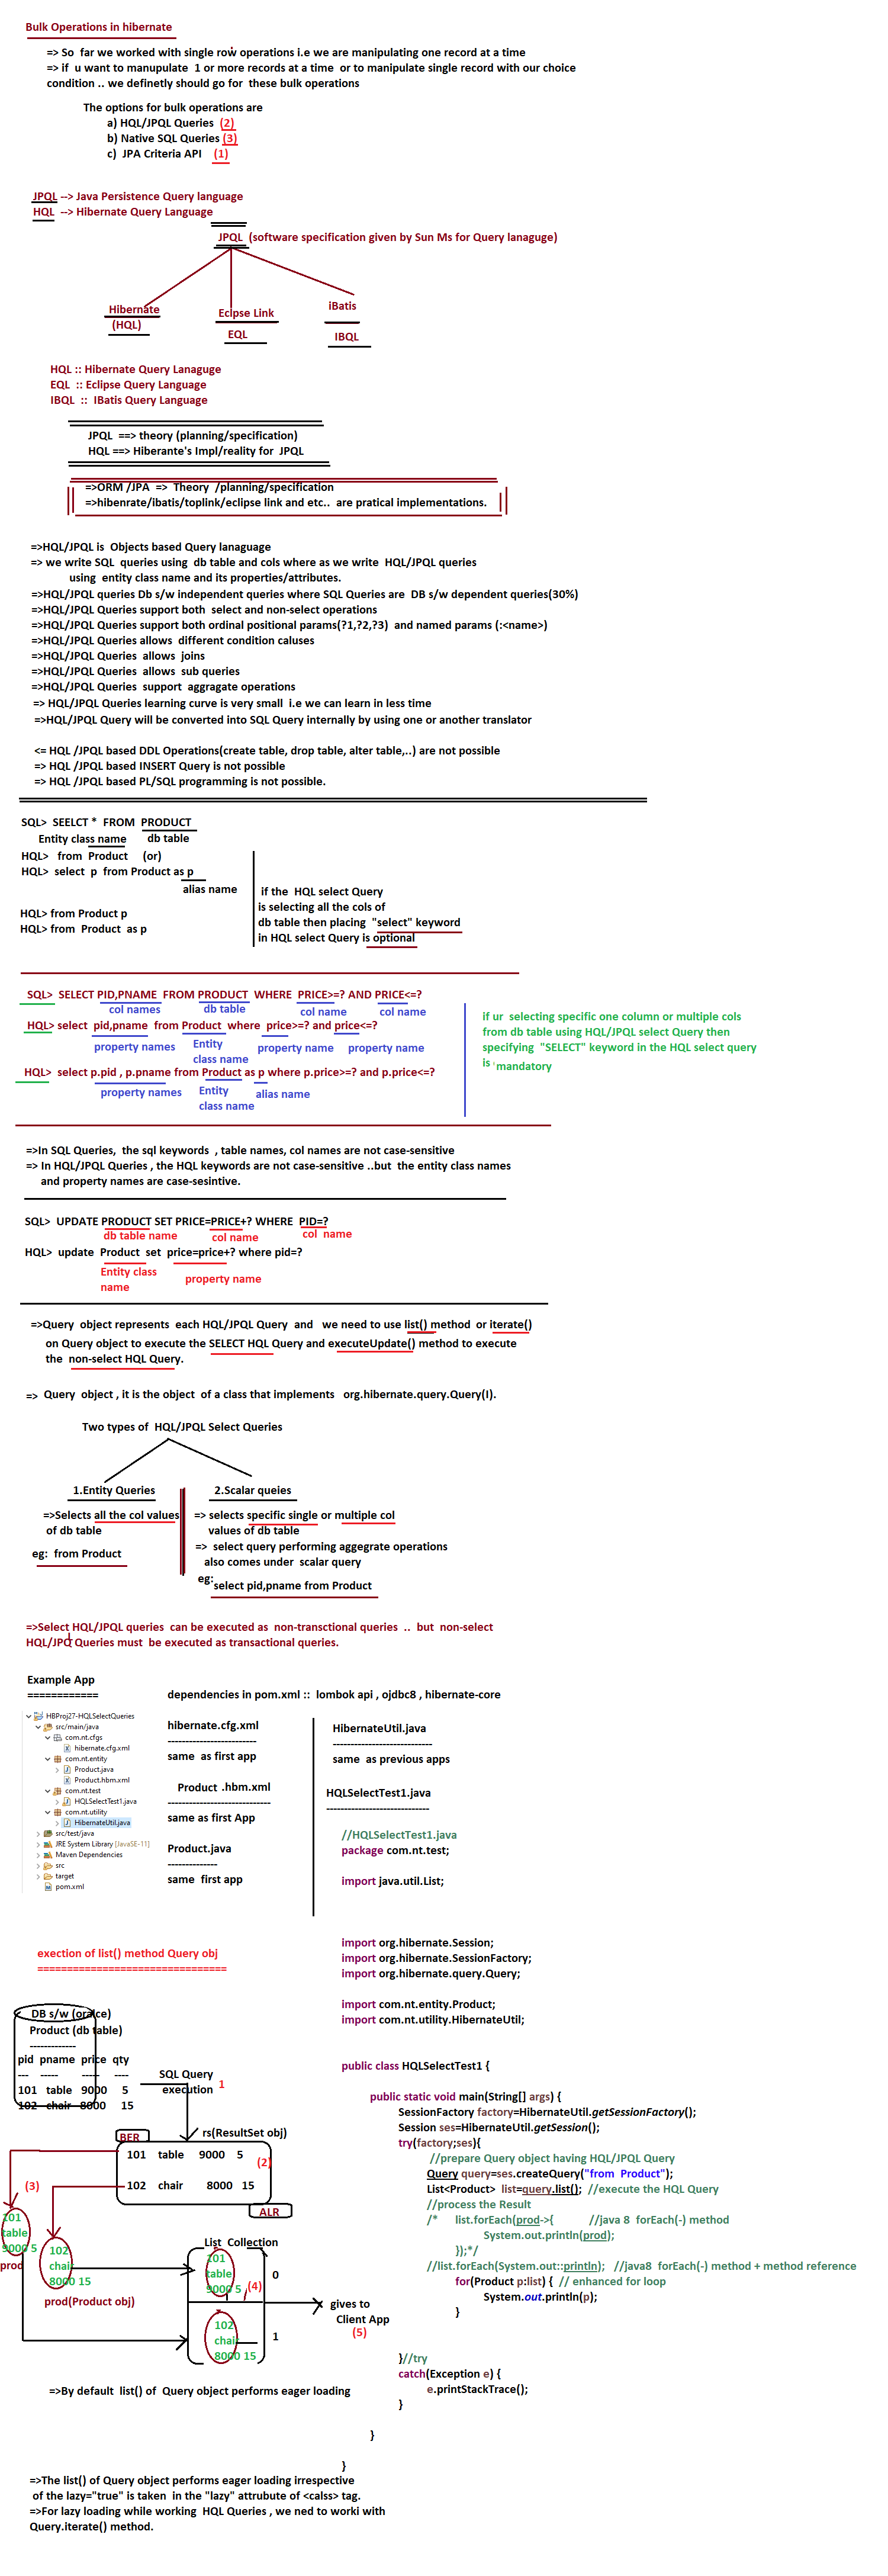 Bulk Operations in hibernate
=> So far we worked with single row operations i.e we are manipulating one record at a time
=> if u want to manupulate 1 or more records at a time or to manipulate single record with our choice
condition .. we definetly should go for these bulk operations
The options for bulk operations are
a) HQL/JPQL Queries (2)
b) Native SQL Queries (3)
c) JPA Criteria API (1)
JPQL --> Java Persistence Query language
HQL --> Hibernate Query Language
JPQL (software specification given by Sun Ms for Query lanaguge)
Hibernate
(HQL)
Eclpse Link
EQL
iBatis
IBQL
HQL :: Hibernate Query Lanaguge
EQL :: Eclipse Query Language
IBQL :: IBatis Query Language
JPQL ==> theory (planning/specification)
HQL ==> Hiberante's Impl/reality for JPQL
=>ORM /JPA => Theory /planning/specification
=>hibenrate/ibatis/toplink/eclipse link and etc.. are pratical implementations.
=>HQL/JPQL is Objects based Query lanaguage
=> we write SQL queries using db table and cols where as we write HQL/JPQL queries
using entity class name and its properties/attributes.
=>HQL/JPQL queries Db s/w independent queries where SQL Queries are DB s/w dependent queries(30%)
=>HQL/JPQL Queries support both select and non-select operations
=>HQL/JPQL Queries support both ordinal positional params(?1,?2,?3) and named params (:<name>)
=>HQL/JPQL Queries allows different condition caluses
=>HQL/JPQL Queries allows joins
=>HQL/JPQL Queries allows sub queries
=>HQL/JPQL Queries support aggragate operations
=> HQL/JPQL Queries learning curve is very small i.e we can learn in less time
=>HQL/JPQL Query will be converted into SQL Query internally by using one or another translator
<= HQL /JPQL based DDL Operations(create table, drop table, alter table,..) are not possible
=> HQL /JPQL based INSERT Query is not possible
=> HQL /JPQL based PL/SQL programming is not possible.
SQL> SEELCT * FROM PRODUCT
Entity class name db table
HQL> from Product (or)
HQL> select p from Product as p
alias name
HQL> from Product p
HQL> from Product as p
if the HQL select Query
is selecting all the cols of
db table then placing "select" keyword
in HQL select Query is optional
SQL> SELECT PID,PNAME FROM PRODUCT WHERE PRICE>=? AND PRICE<=?
col names db table col name col name
HQL> select pid,pname from Product where price>=? and price<=?
property names Entity
class name property name property name
HQL> select p.pid , p.pname from Product as p where p.price>=? and p.price<=?
property names Entity
class name alias name
if ur selecting specific one column or multiple cols
from db table using HQL/JPQL select Query then
specifying "SELECT" keyword in the HQL select query
is mandatory
=>In SQL Queries, the sql keywords , table names, col names are not case-sensitive
=> In HQL/JPQL Queries , the HQL keywords are not case-sensitive ..but the entity class names
and property names are case-sesintive.
SQL> UPDATE PRODUCT SET PRICE=PRICE+? WHERE PID=?
db table name col name col name
HQL> update Product set price=price+? where pid=?
Entity class
name
property name
=>Query object represents each HQL/JPQL Query and we need to use list() method or iterate()
on Query object to execute the SELECT HQL Query and executeUpdate() method to execute
the non-select HQL Query.
=> Query object , it is the object of a class that implements org.hibernate.query.Query(I).
Two types of HQL/JPQL Select Queries
1.Entity Queries
=>Selects all the col values
of db table
eg: from Product
2.Scalar queies
=> selects specific single or multiple col
values of db table
=> select query performing aggegrate operations
also comes under scalar query
eg:
select pid,pname from Product
=>Select HQL/JPQL queries can be executed as non-transctional queries .. but non-select
HQL/JPQ Queries must be executed as transactional queries.
Example App
============
dependencies in pom.xml :: lombok api , ojdbc8 , hibernate-core
HBProj27-HQLSelectQueries
src/main/java
com.nt.cfgs
hibernate.cfg.xml
com.nt.entity
Product.java
Product.hbm.xml
com.nt.test
HQLSelectTest1.java
com.nt.utility
HibernateUtil.java
src/test/java
JRE System Library [JavaSE-11]
Maven Dependencies
src
target
pom.xml
hibernate.cfg.xml
-------------------------
same as first app
Product .hbm.xml
-----------------------------
same as first App
Product.java
--------------
same first app
HibernateUtil.java
----------------------------
same as previous apps
HQLSelectTest1.java
-----------------------------
//HQLSelectTest1.java
package com.nt.test;
import java.util.List;
import org.hibernate.Session;
import org.hibernate.SessionFactory;
import org.hibernate.query.Query;
import com.nt.entity.Product;
import com.nt.utility.HibernateUtil;
public class HQLSelectTest1 {
public static void main(String[] args) {
SessionFactory factory=HibernateUtil.getSessionFactory();
Session ses=HibernateUtil.getSession();
try(factory;ses){
//prepare Query object having HQL/JPQL Query
Query query=ses.createQuery("from Product");
List<Product> list=query.list(); //execute the HQL Query
//process the Result
/* list.forEach(prod->{ //java 8 forEach(-) method
System.out.println(prod);
});*/
//list.forEach(System.out::println); //java8 forEach(-) method + method reference
for(Product p:list) { // enhanced for loop
System.out.println(p);
}
}//try
catch(Exception e) {
e.printStackTrace();
}
}
}
exection of list() method Query obj
================================
DB s/w (oralce)
Product (db table)
-------------
pid pname price qty
--- ----- ----- ----
101 table 9000 5
102 chair 8000 15
SQL Query
execution 1
BER
rs(ResultSet obj)
101 table 9000 5
(2)
102 chair 8000 15
ALR
(3)
101
table
9000 5
prod
102
chair
8000 15
prod(Product obj)
List Collection
101
table
9000 5
0
(4)
102
chair
8000 15
1
gives to
Client App
(5)
=>By default list() of Query object performs eager loading
=>The list() of Query object performs eager loading irrespective
of the lazy="true" is taken in the "lazy" attrubute of <calss> tag.
=>For lazy loading while working HQL Queries , we ned to worki with
Query.iterate() method.